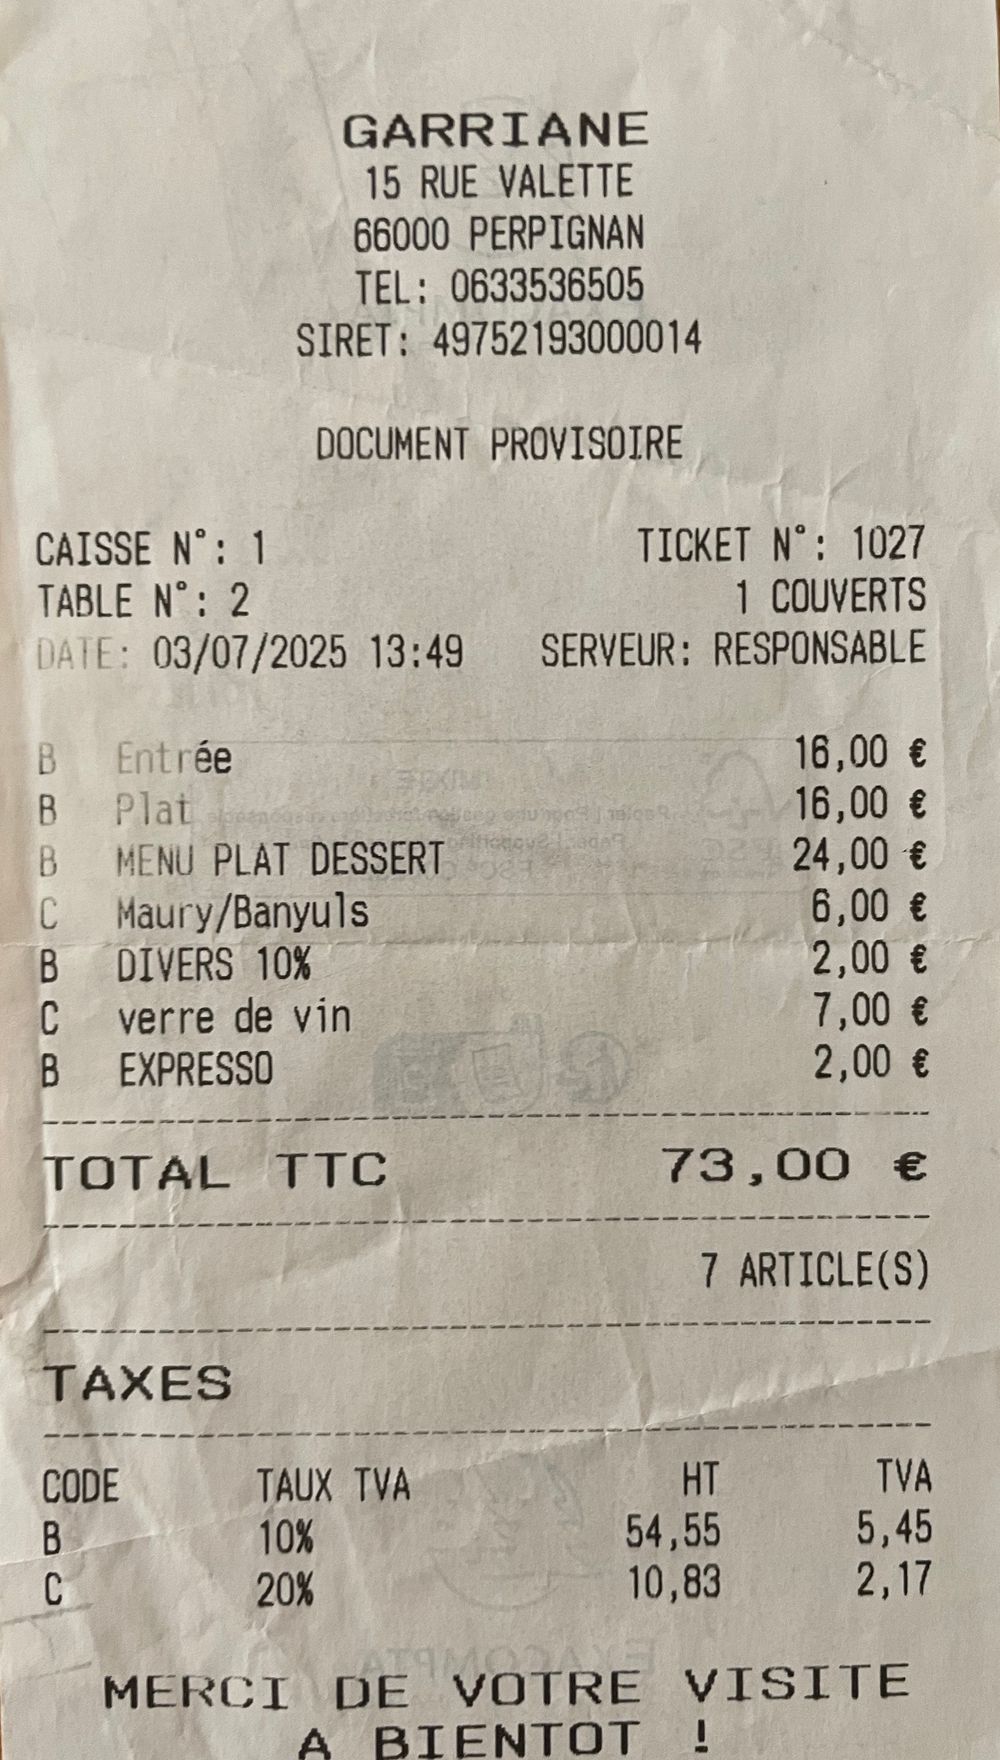 GARRIANE
15 RUE VALETTE
66000 PERPIGNAN
TEL: 0633536505
SIRET: 49752193000014
DOCUMENT PROVISOIRE
CAISSE N°: 1 TICKET N°: 1027
TABLE N°: 2 1 COUVERTS
DATE: 03/07/2025 13:49 SERVEUR: RESPONSABLE
B Entrée 16,00 €
B Plat 16,00 €
B MENU PLAT DESSERT 24,00 €
C Maury/Banyuls 6,00 €
B DIVERS 10% 2,00 €
C verre de vin 7,00 €
B EXPRESSO 2,00 €
TOTAL TTC 73,00 €
7 ARTICLE(S)
TAXES
CODE TAUX TVA HT TVA
B 10% 54,55 5,45
C 20% 10,83 2,17
MERCI DE VOTRE VISITE
A BIENTOT !